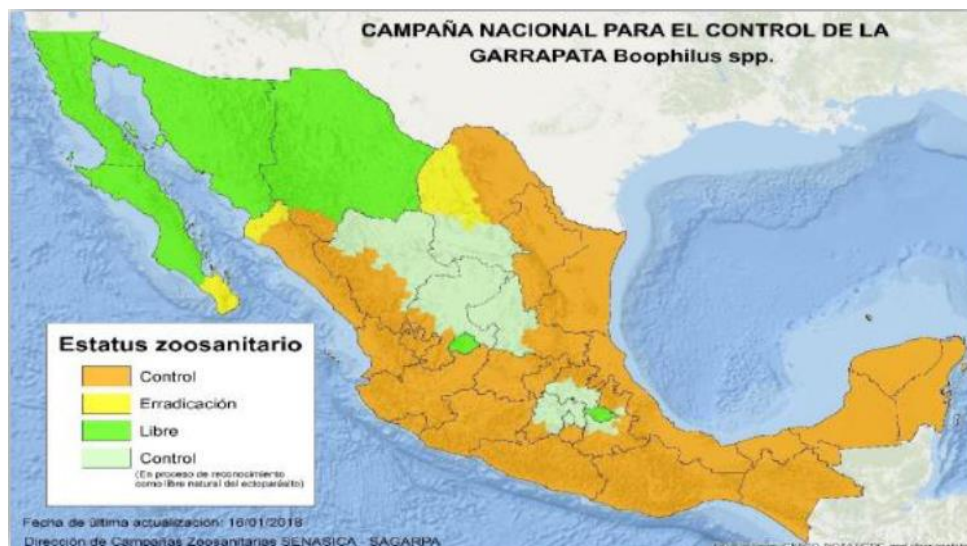 CAMPAÑA NACIONAL PARA EL CONTROL DE LA
GARRAPATA Boophilus spp.
Estatus zoosanitario
Control
Erradicación
Libre
Control
(En proceso de reconocimiento
como libre natural del ectoparásito)
Fecha de última actualización: 16/01/2018
Dirección de Campañas Zoosanitarias SENASICA - SAGARPA